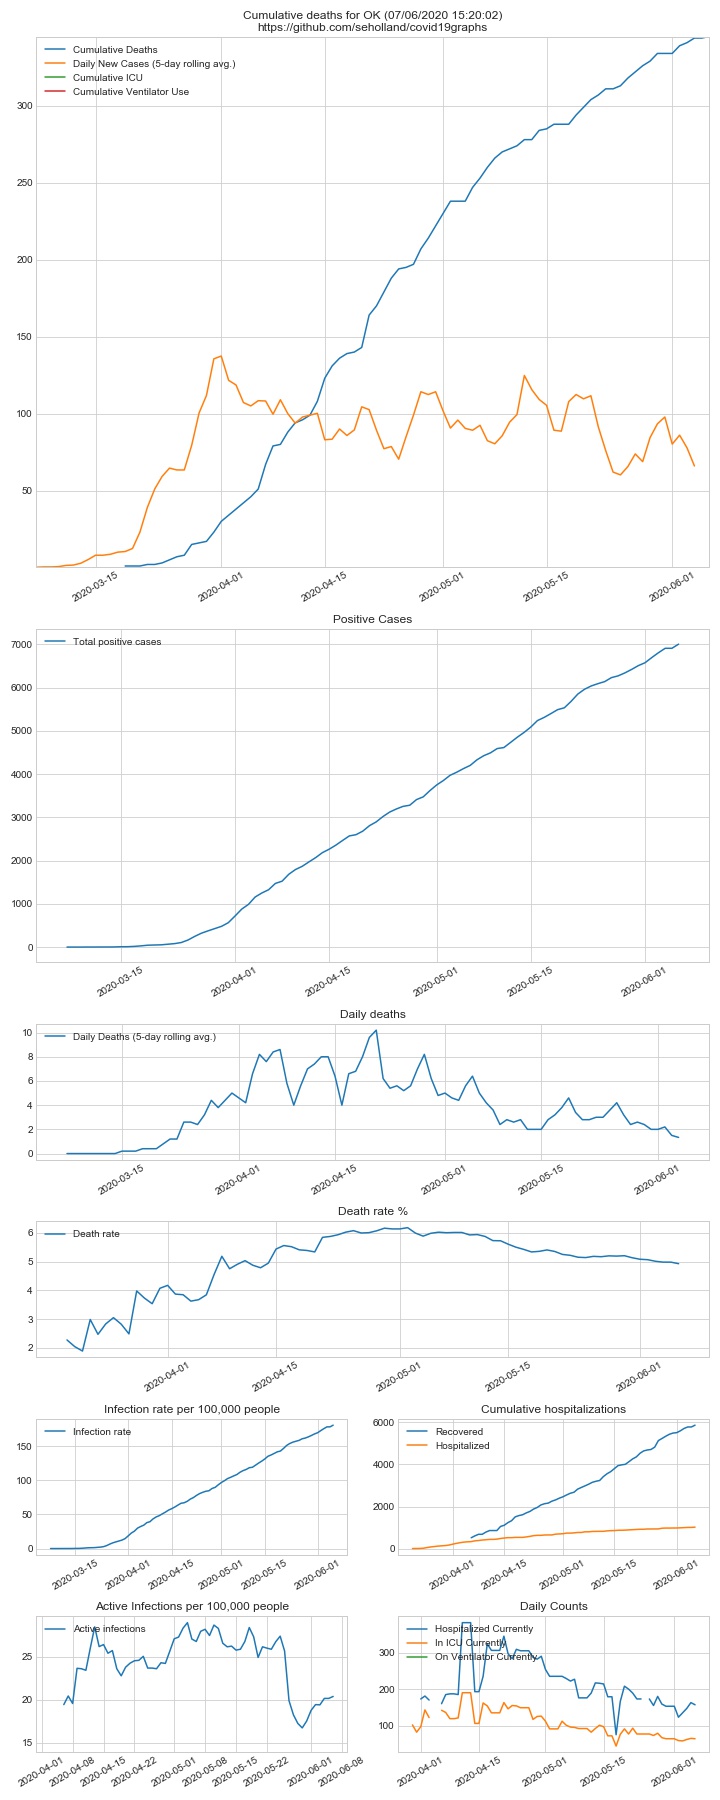 Cumulative deaths for OK (07/06/2020 15:20:02)
https://github.com/seholland/covid19graphs
Cumulative Deaths
Daily New Cases (5-day rolling avg.)
Cumulative ICU
Cumulative Ventilator Use
300
250
200
150
100
50
2020-03-15 2020-04-01 2020-04-15 2020-05-01 2020-05-15 2020-06-01
Positive Cases
Total positive cases
7000
6000
5000
4000
3000
2000
1000
0
2020-03-15 2020-04-01 2020-04-15 2020-05-01 2020-05-15 2020-06-01
Daily deaths
Daily Deaths (5-day rolling avg.)
10
8
6
4
2
0
2020-03-15 2020-04-01 2020-04-15 2020-05-01 2020-05-15 2020-06-01
Death rate %
Death rate
6
5
4
3
2
2020-04-01 2020-04-15 2020-05-01 2020-05-15 2020-06-01
Infection rate per 100,000 people
Infection rate
150
100
50
0
2020-03-15 2020-04-01 2020-04-15 2020-05-01 2020-05-15 2020-06-01
Cumulative hospitalizations
Recovered
Hospitalized
6000
4000
2000
0
2020-04-01 2020-04-15 2020-05-01 2020-05-15 2020-06-01
Active Infections per 100,000 people
Active infections
25
20
15
2020-04-01 2020-04-08 2020-04-15 2020-04-22 2020-05-01 2020-05-08 2020-05-15 2020-05-22 2020-06-01 2020-06-08
Daily Counts
Hospitalized Currently
In ICU Currently
On Ventilator Currently
300
200
100
2020-04-01 2020-04-15 2020-05-01 2020-05-15 2020-06-01